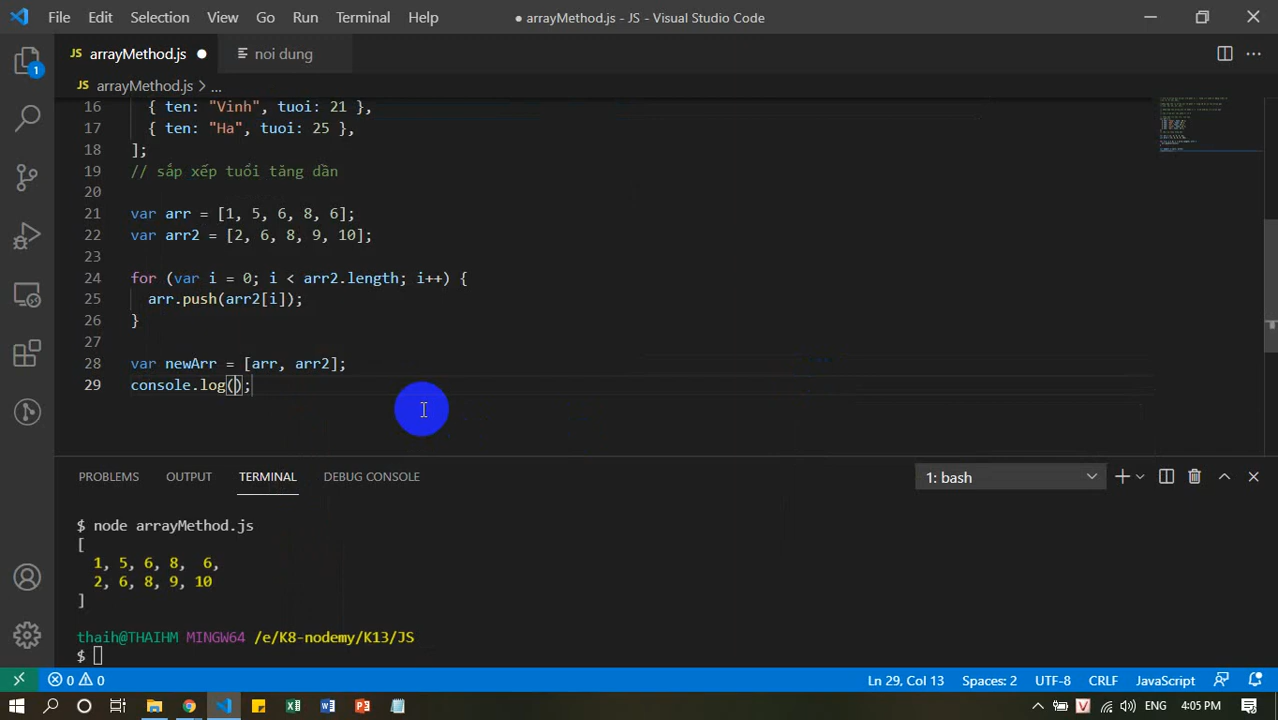 File Edit Selection View Go Run Terminal Help ● arrayMethod.js - JS - Visual Studio Code
JS arrayMethod.js ● noi dung
JS arrayMethod.js > ...
16 { ten: "Vinh", tuoi: 21 },
17 { ten: "Ha", tuoi: 25 },
18 ];
19 // sắp xếp tuổi tăng dần
20
21 var arr = [1, 5, 6, 8, 6];
22 var arr2 = [2, 6, 8, 9, 10];
23
24 for (var i = 0; i < arr2.length; i++) {
25 arr.push(arr2[i]);
26 }
27
28 var newArr = [arr, arr2];
29 console.log();
1
PROBLEMS OUTPUT TERMINAL DEBUG CONSOLE 1: bash
$ node arrayMethod.js
[
1, 5, 6, 8, 6,
2, 6, 8, 9, 10
]
thaih@THAIHM MINGW64 /e/K8-nodemy/K13/JS
$
0 0 Ln 29, Col 13 Spaces: 2 UTF-8 CRLF JavaScript
ENG 4:05 PM